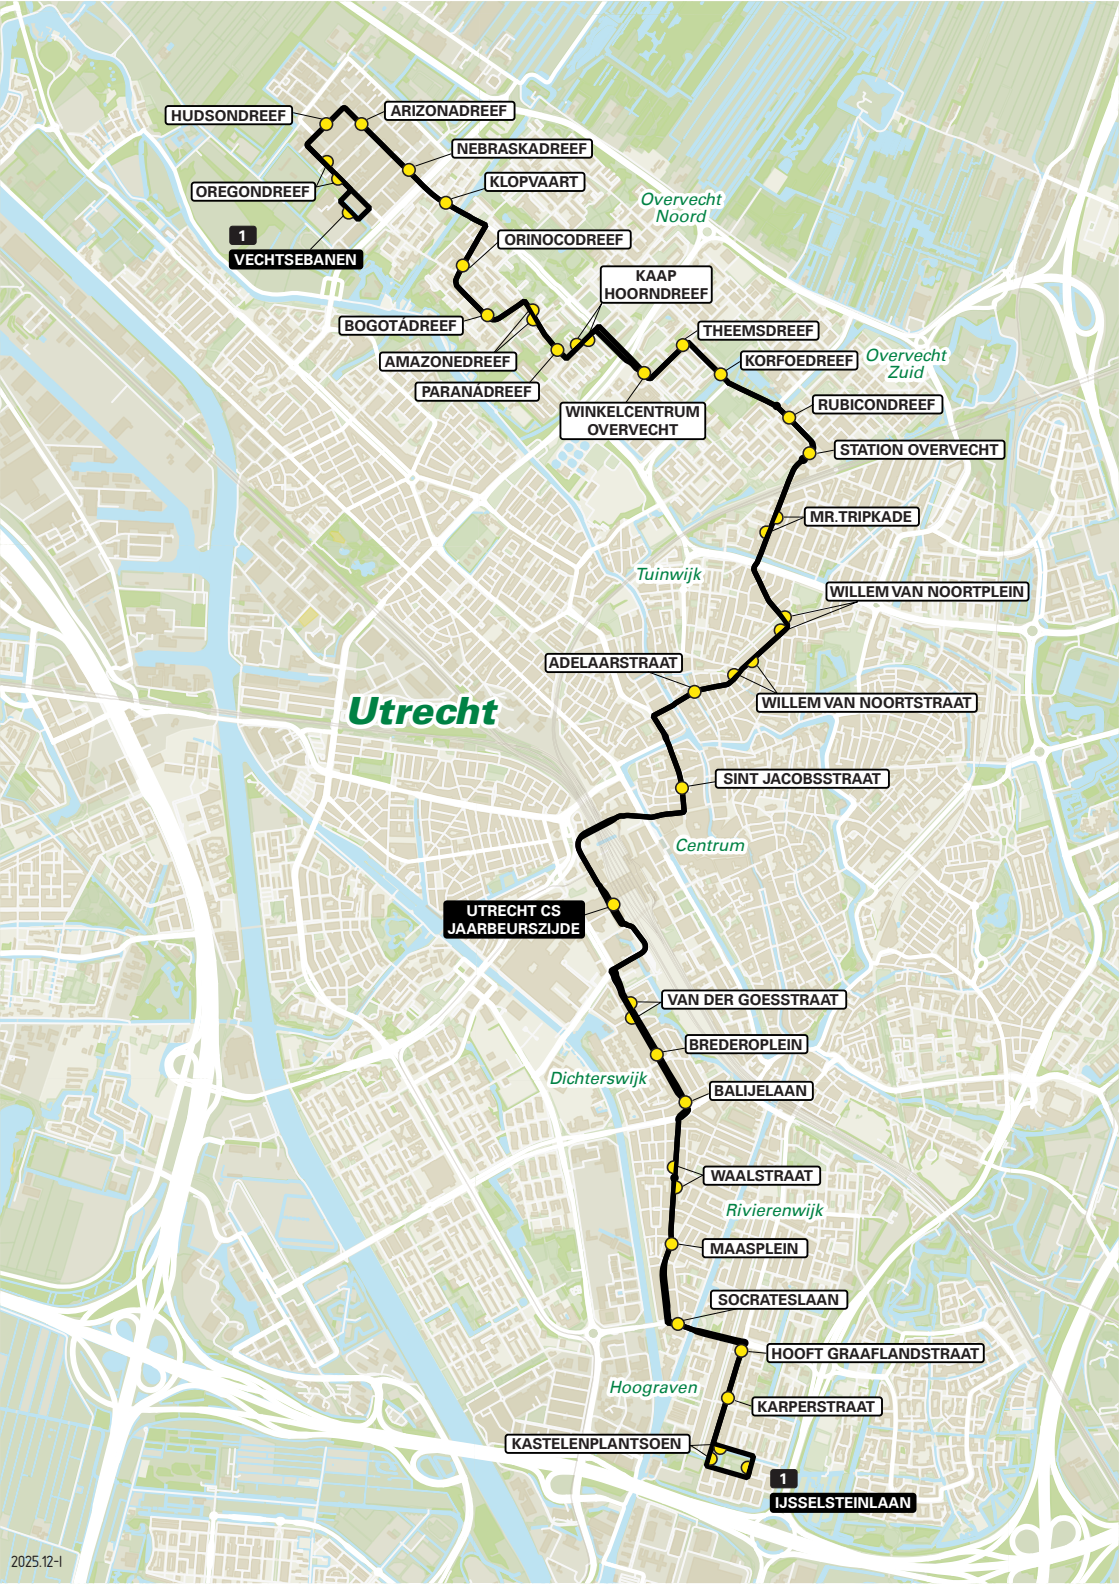 HUDSONDREEF
ARIZONADREEF
NEBRASKADREEF
KLOPVAART
OREGONDREEF
Overvecht
Noord
1
VECHTSEBANEN
ORINOCODREEF
KAAP
HOORNDREEF
BOGOTÁDREEF
THEEMSDREEF
AMAZONEDREEF
KORFOEDREEF
Overvecht
Zuid
PARANÁDREEF
WINKELCENTRUM
OVERVECHT
RUBICONDREEF
STATION OVERVECHT
MR.TRIPKADE
Tuinwijk
WILLEM VAN NOORTPLEIN
ADELAARSTRAAT
WILLEM VAN NOORTSTRAAT
Utrecht
SINT JACOBSSTRAAT
Centrum
UTRECHT CS
JAARBEURSZIJDE
VAN DER GOESSTRAAT
BREDEROPLEIN
Dichterswijk
BALIJELAAN
WAALSTRAAT
Rivierenwijk
MAASPLEIN
SOCRATESLAAN
HOOFT GRAAFLANDSTRAAT
Hoograven
KARPERSTRAAT
KASTELENPLANTSOEN
1
IJSSELSTEINLAAN
2025.12-I